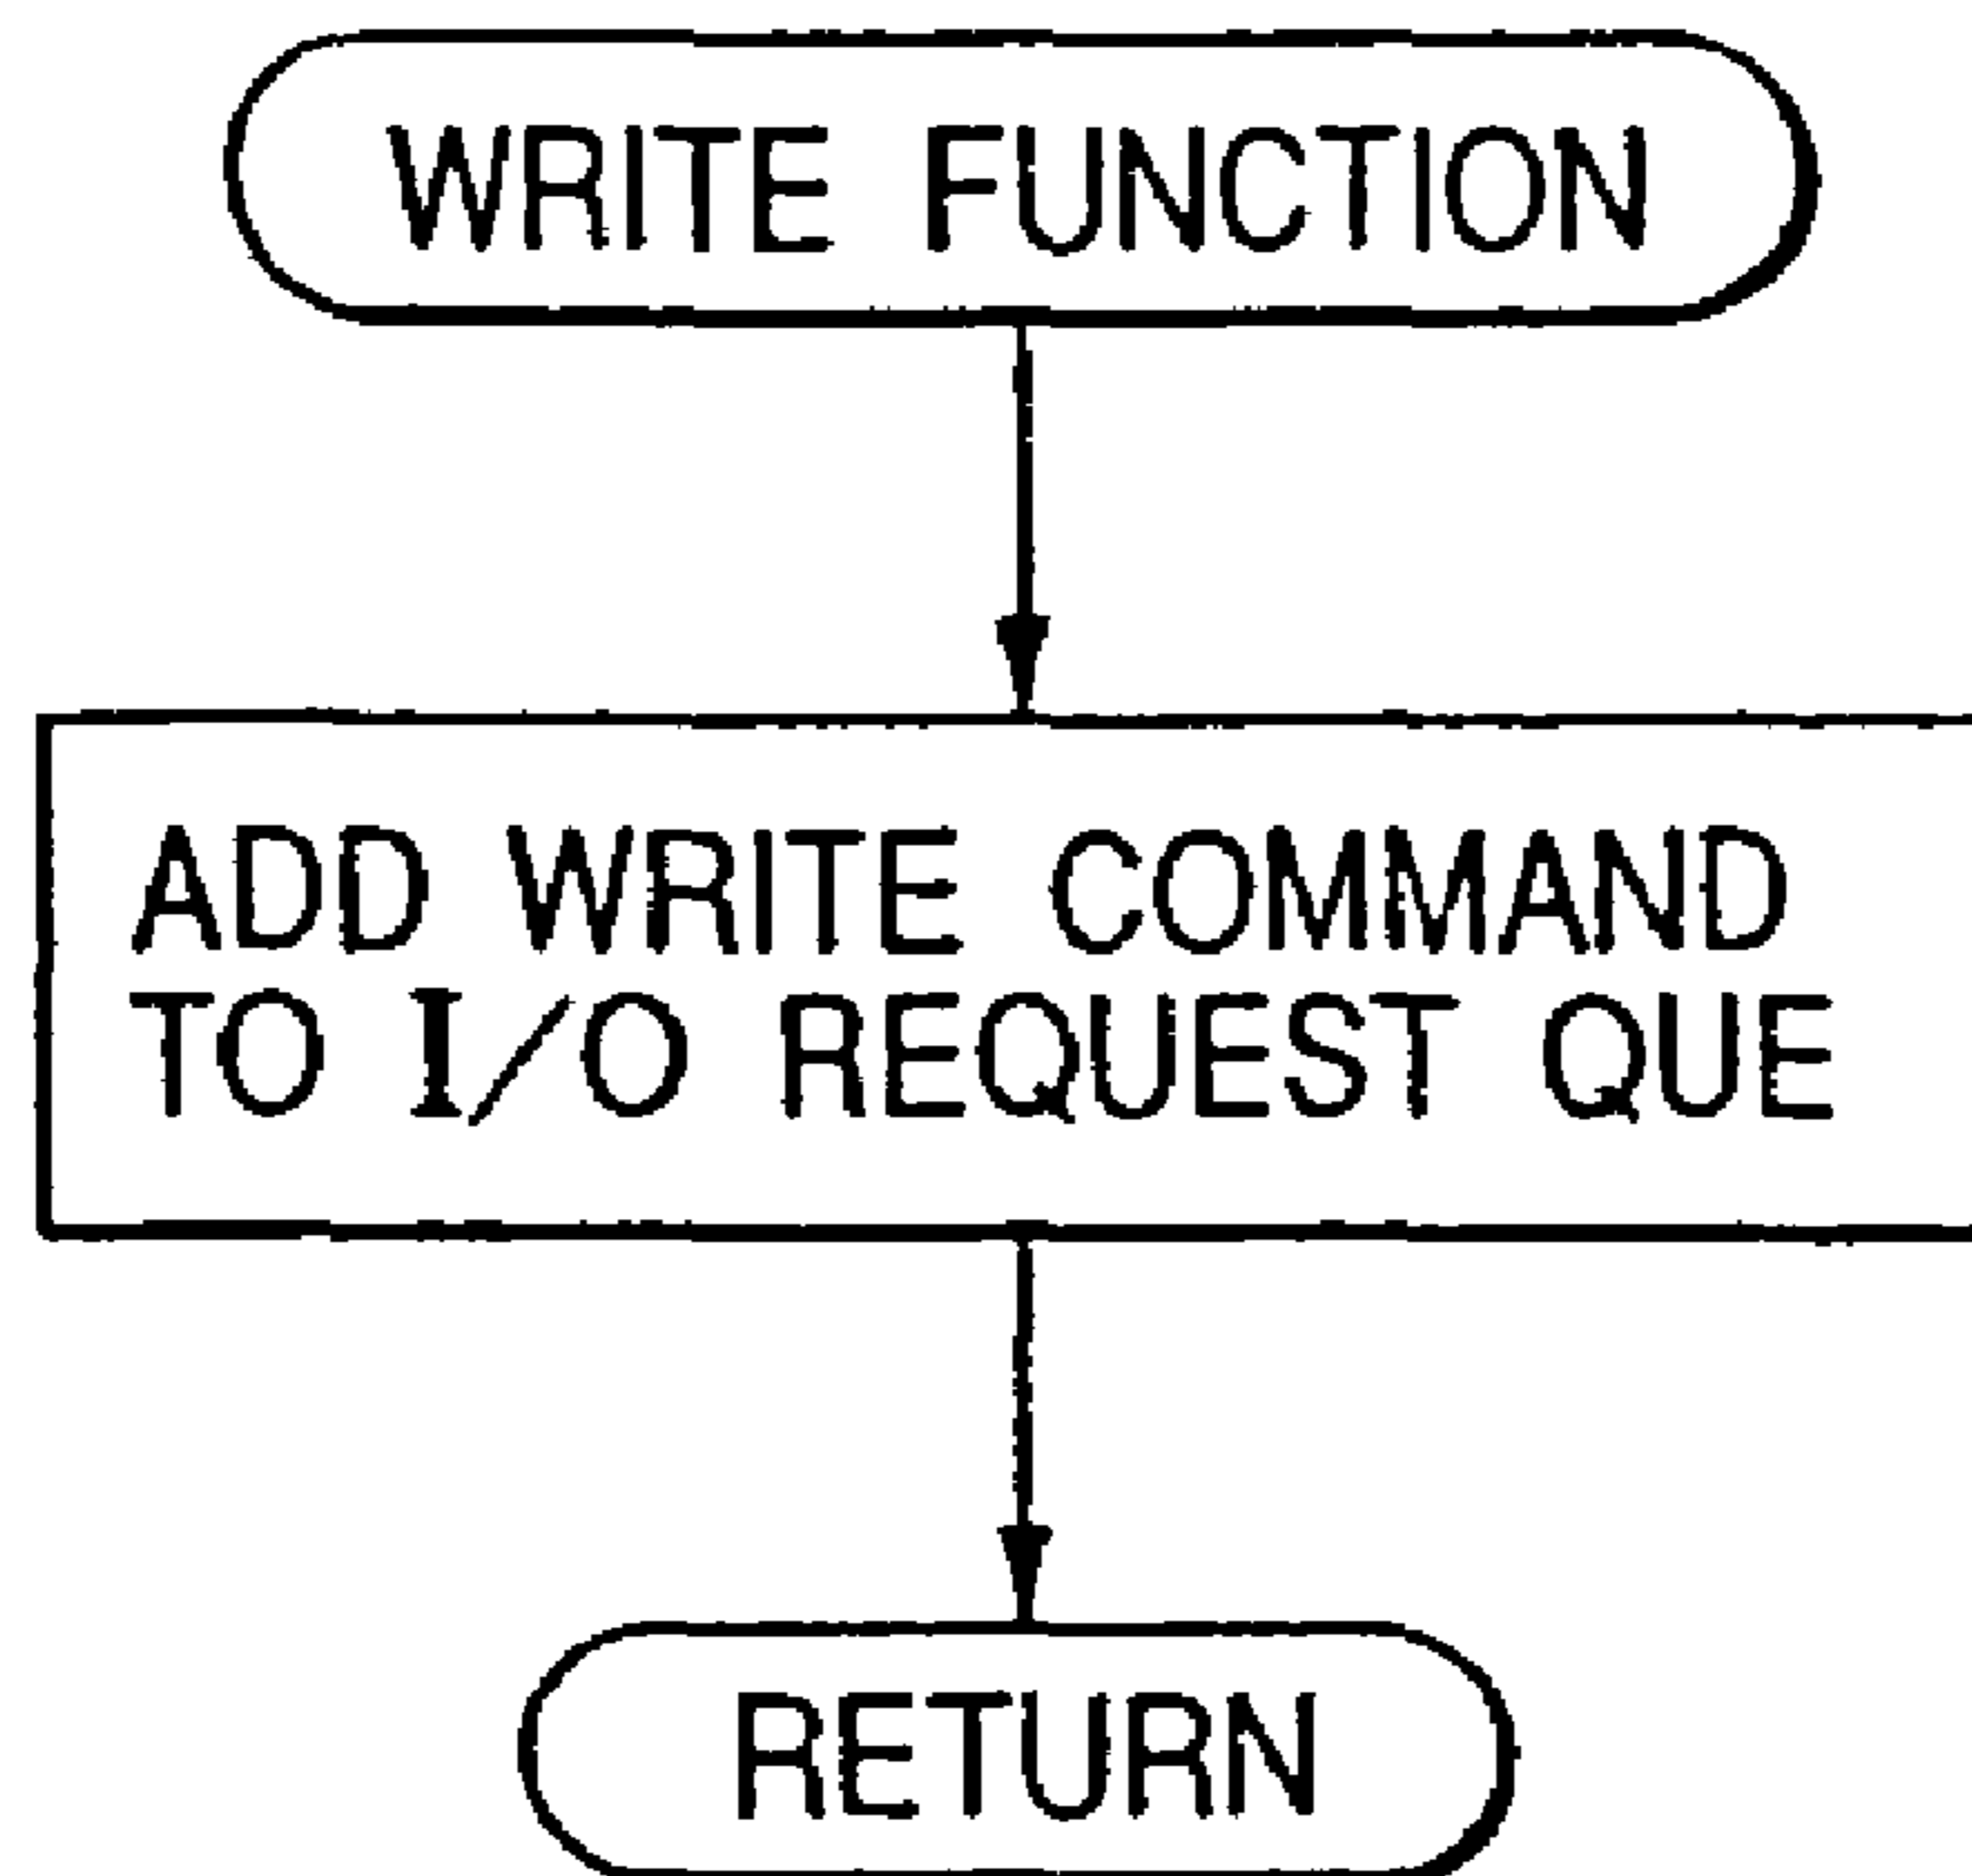 WRITE FUNCTION
ADD WRITE COMMAND
TO I/O REQUEST QUE
RETURN